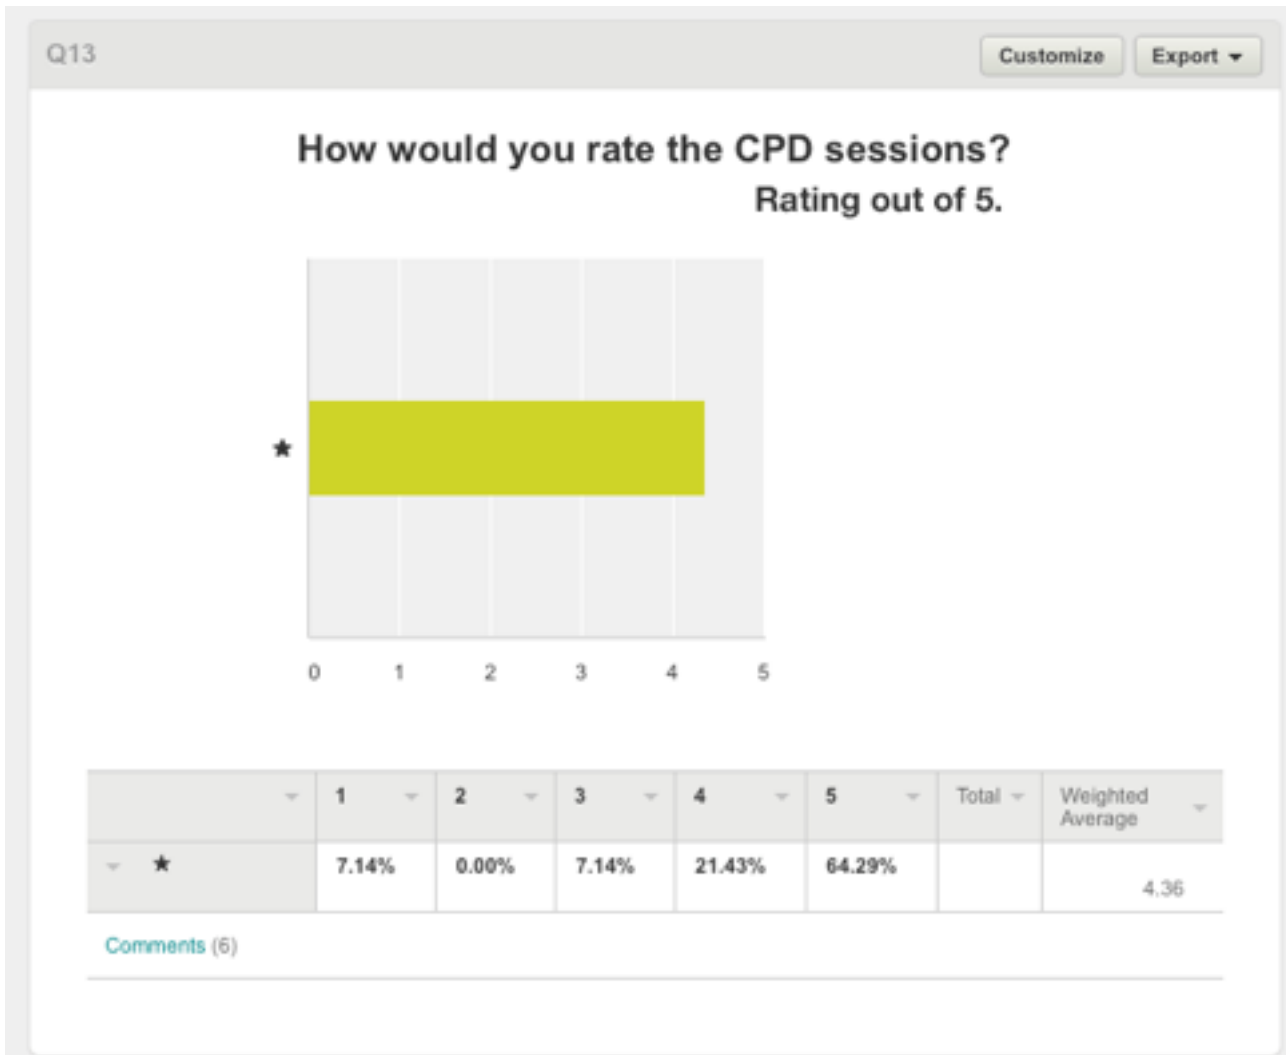 Q13
Customize Export
How would you rate the CPD sessions?
Rating out of 5.
★
0 1 2 3 4 5
1 2 3 4 5 Total Weighted Average
★ 7.14% 0.00% 7.14% 21.43% 64.29% 4.36
Comments (6)